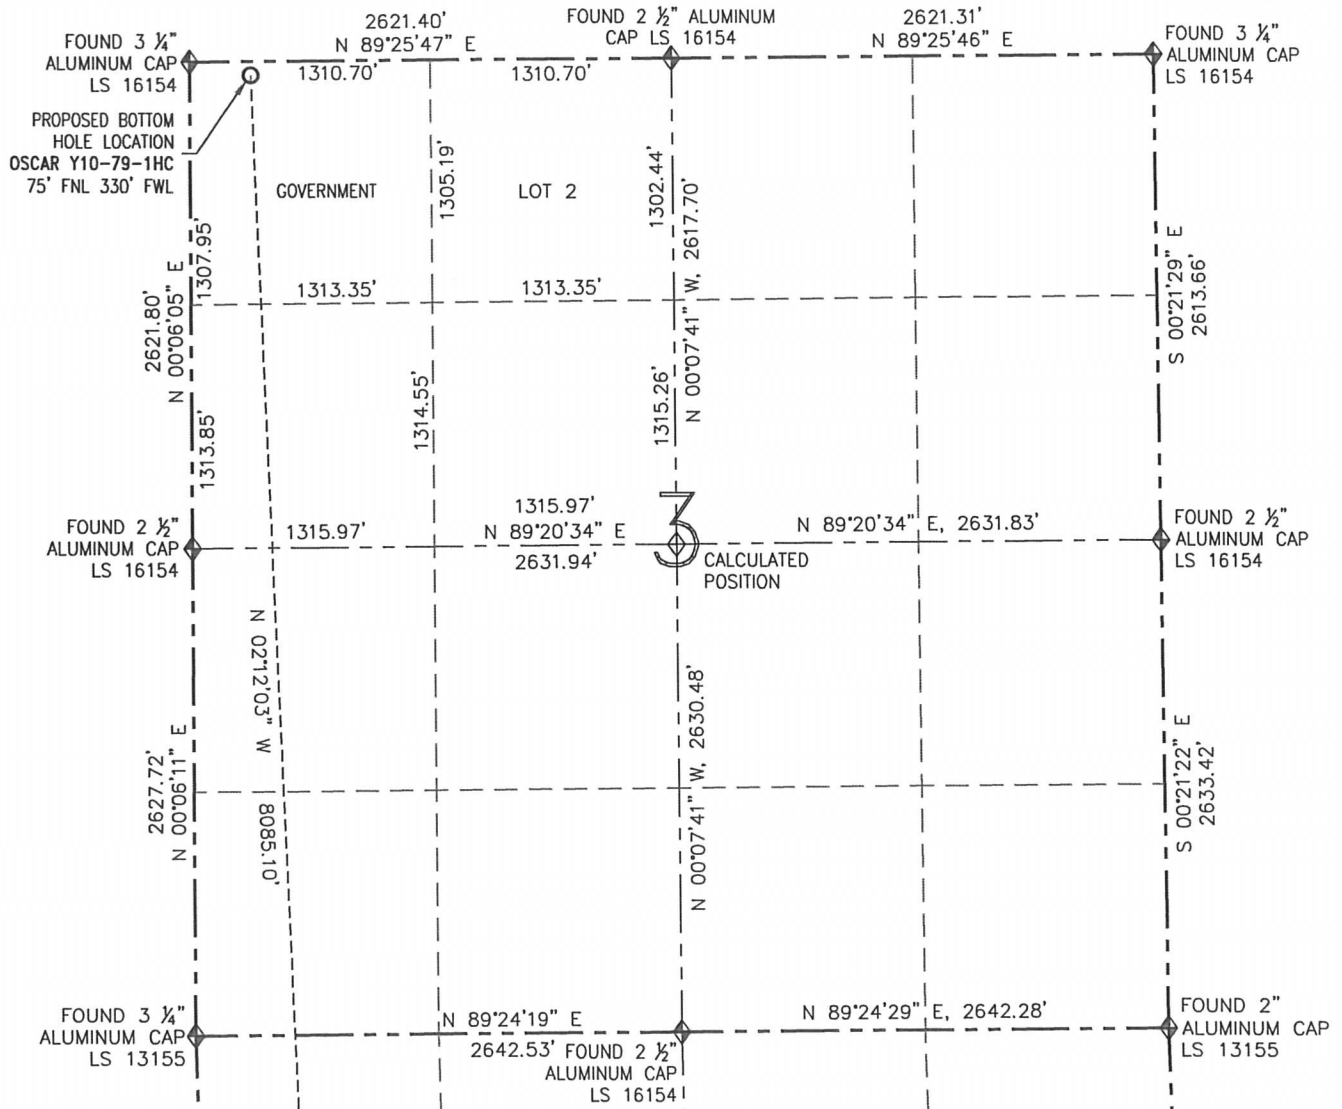 2621.40'
N 89°25'47" E
FOUND 2 ½" ALUMINUM
CAP LS 16154
2621.31'
N 89°25'46" E
FOUND 3 ¼"
ALUMINUM CAP
LS 16154
FOUND 3 ¼"
ALUMINUM CAP
LS 16154
1310.70'
1310.70'
PROPOSED BOTTOM
HOLE LOCATION
OSCAR Y10-79-1HC
75' FNL 330' FWL
GOVERNMENT
LOT 2
1305.19'
1302.44'
N 00°07'41" W, 2617.70'
1307.95'
2621.80'
N 00°06'05" E
S 00°21'29" E
2613.66'
1313.35'
1313.35'
1313.85'
1314.55'
1315.26'
3
FOUND 2 ½"
ALUMINUM CAP
LS 16154
1315.97'
1315.97'
N 89°20'34" E
2631.94'
CALCULATED
POSITION
N 89°20'34" E, 2631.83'
FOUND 2 ½"
ALUMINUM CAP
LS 16154
N 02°12'03" W 8085.10'
2627.72'
N 00°06'11" E
N 00°07'41" W, 2630.48'
S 00°21'22" E
2633.42'
FOUND 3 ¼"
ALUMINUM CAP
LS 13155
N 89°24'19" E
2642.53'
FOUND 2 ½"
ALUMINUM CAP
LS 16154
N 89°24'29" E, 2642.28'
FOUND 2"
ALUMINUM CAP
LS 13155